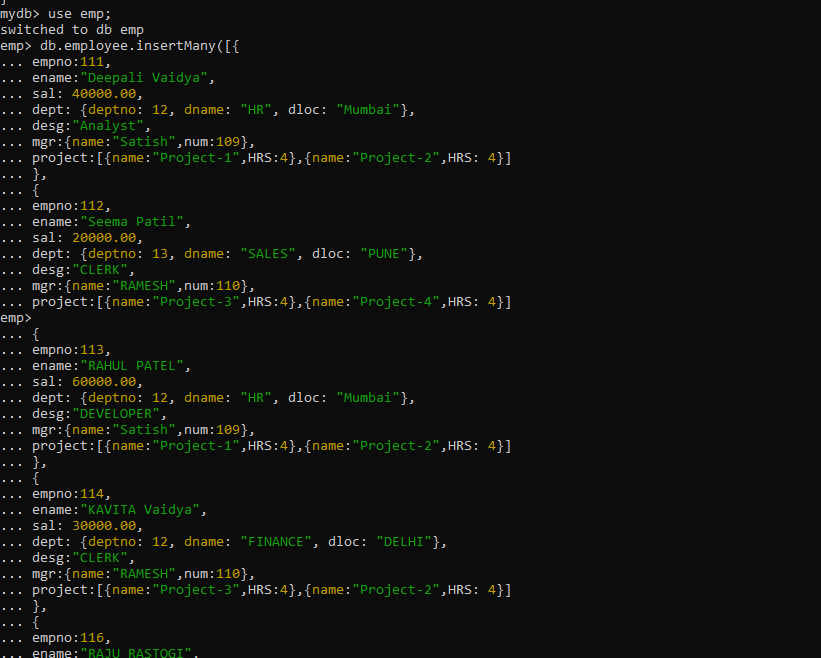 mydb> use emp;
switched to db emp
emp> db.employee.insertMany([{
... empno:111,
... ename:"Deepali Vaidya",
... sal: 40000.00,
... dept: {deptno: 12, dname: "HR", dloc: "Mumbai"},
... desg:"Analyst",
... mgr:{name:"Satish",num:109},
... project:[{name:"Project-1",HRS:4},{name:"Project-2",HRS: 4}]
... },
... {
... empno:112,
... ename:"Seema Patil",
... sal: 20000.00,
... dept: {deptno: 13, dname: "SALES", dloc: "PUNE"},
... desg:"CLERK",
... mgr:{name:"RAMESH",num:110},
... project:[{name:"Project-3",HRS:4},{name:"Project-4",HRS: 4}]
emp>
... {
... empno:113,
... ename:"RAHUL PATEL",
... sal: 60000.00,
... dept: {deptno: 12, dname: "HR", dloc: "Mumbai"},
... desg:"DEVELOPER",
... mgr:{name:"Satish",num:109},
... project:[{name:"Project-1",HRS:4},{name:"Project-2",HRS: 4}]
... },
... {
... empno:114,
... ename:"KAVITA Vaidya",
... sal: 30000.00,
... dept: {deptno: 12, dname: "FINANCE", dloc: "DELHI"},
... desg:"CLERK",
... mgr:{name:"RAMESH",num:110},
... project:[{name:"Project-3",HRS:4},{name:"Project-2",HRS: 4}]
... },
... {
... empno:116,
... ename:"RAJU RASTOGI",